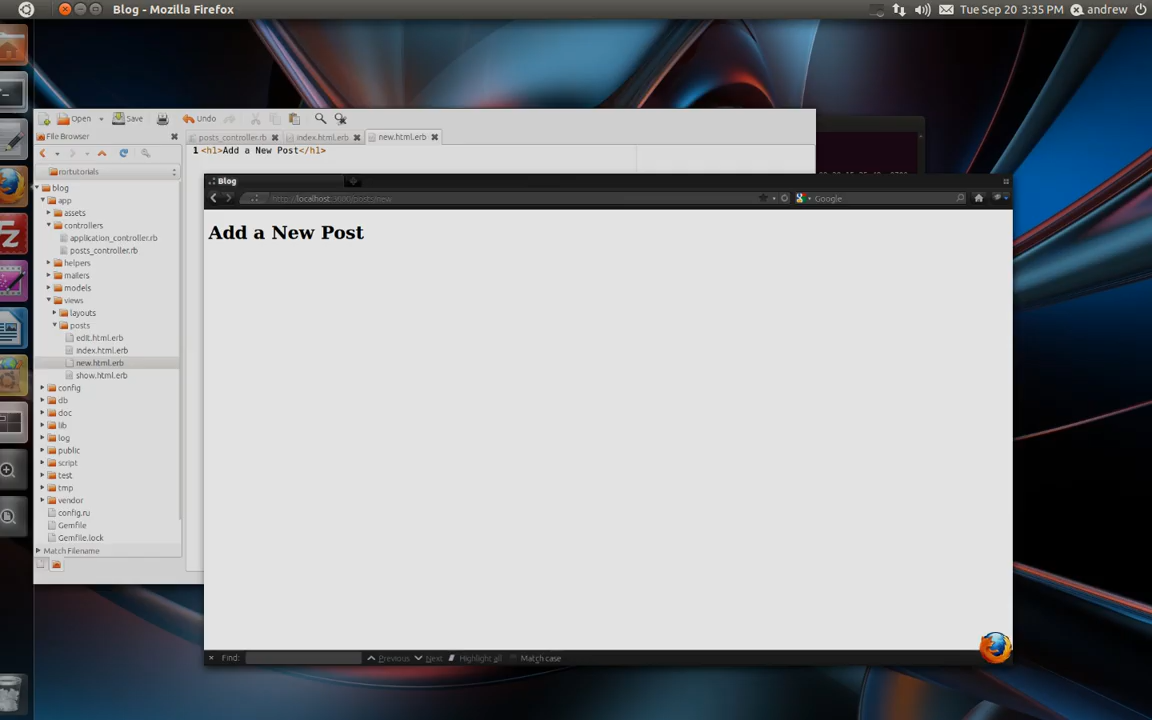 Blog - Mozilla Firefox
Tue Sep 20 3:35 PM andrew
Open Save Undo
File Browser
posts_controller.rb index.html.erb new.html.erb
1 <h1>Add a New Post</h1>
rortutorials
blog
app
assets
controllers
application_controller.rb
posts_controller.rb
helpers
mailers
models
views
layouts
posts
edit.html.erb
index.html.erb
new.html.erb
show.html.erb
config
db
doc
lib
log
public
script
test
tmp
vendor
config.ru
Gemfile
Gemfile.lock
Match Filename
Blog
Google
Add a New Post
Find: Previous Next Highlight all Match case